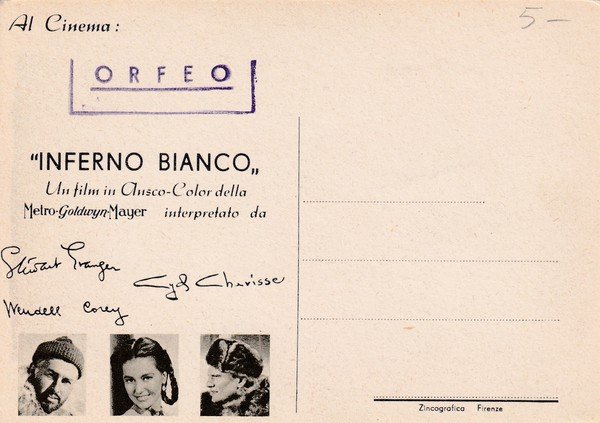 Al Cinema:
5-
ORFEO
"INFERNO BIANCO„
Un film in Ansco-Color della
Metro-Goldwyn-Mayer interpretato da
Stewart Granger
Cyd Charisse
Wendell Corey
Zincografica Firenze